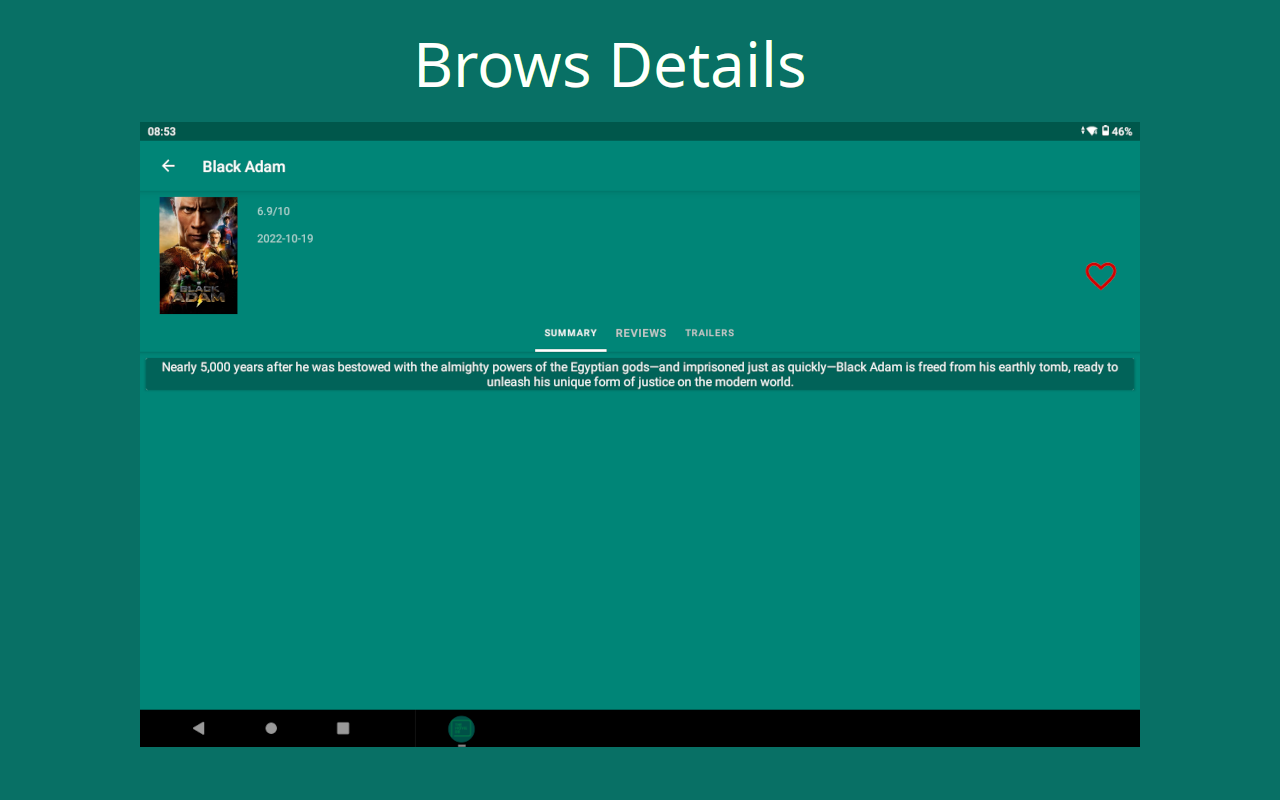 Brows Details
08:53
46%
Black Adam
6.9/10
2022-10-19
BLACK
ADAM
SUMMARY
REVIEWS
TRAILERS
Nearly 5,000 years after he was bestowed with the almighty powers of the Egyptian gods—and imprisoned just as quickly—Black Adam is freed from his earthly tomb, ready to
unleash his unique form of justice on the modern world.